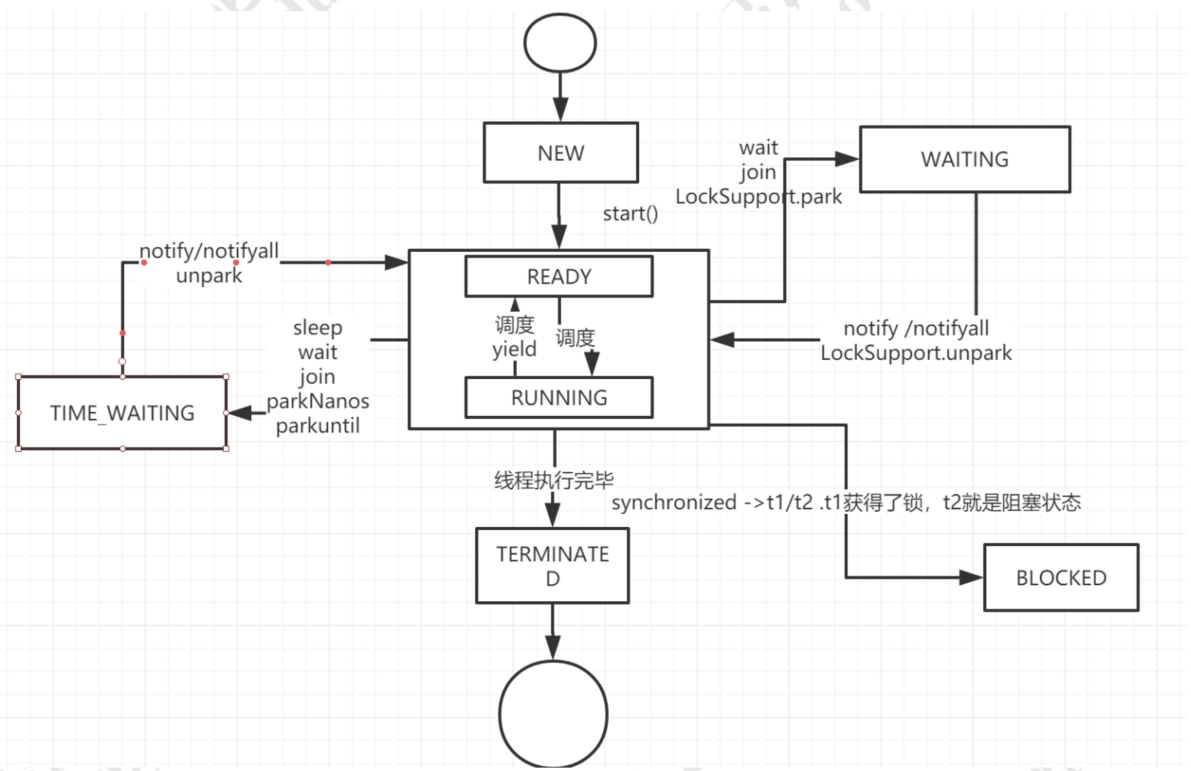 NEW
start()
wait
join
LockSupport.park
WAITING
notify/notifyall
unpark
READY
调度
yield
调度
RUNNING
sleep
wait
join
parkNanos
parkuntil
TIME_WAITING
notify /notifyall
LockSupport.unpark
线程执行完毕
synchronized ->t1/t2 .t1获得了锁，t2就是阻塞状态
TERMINATE
D
BLOCKED